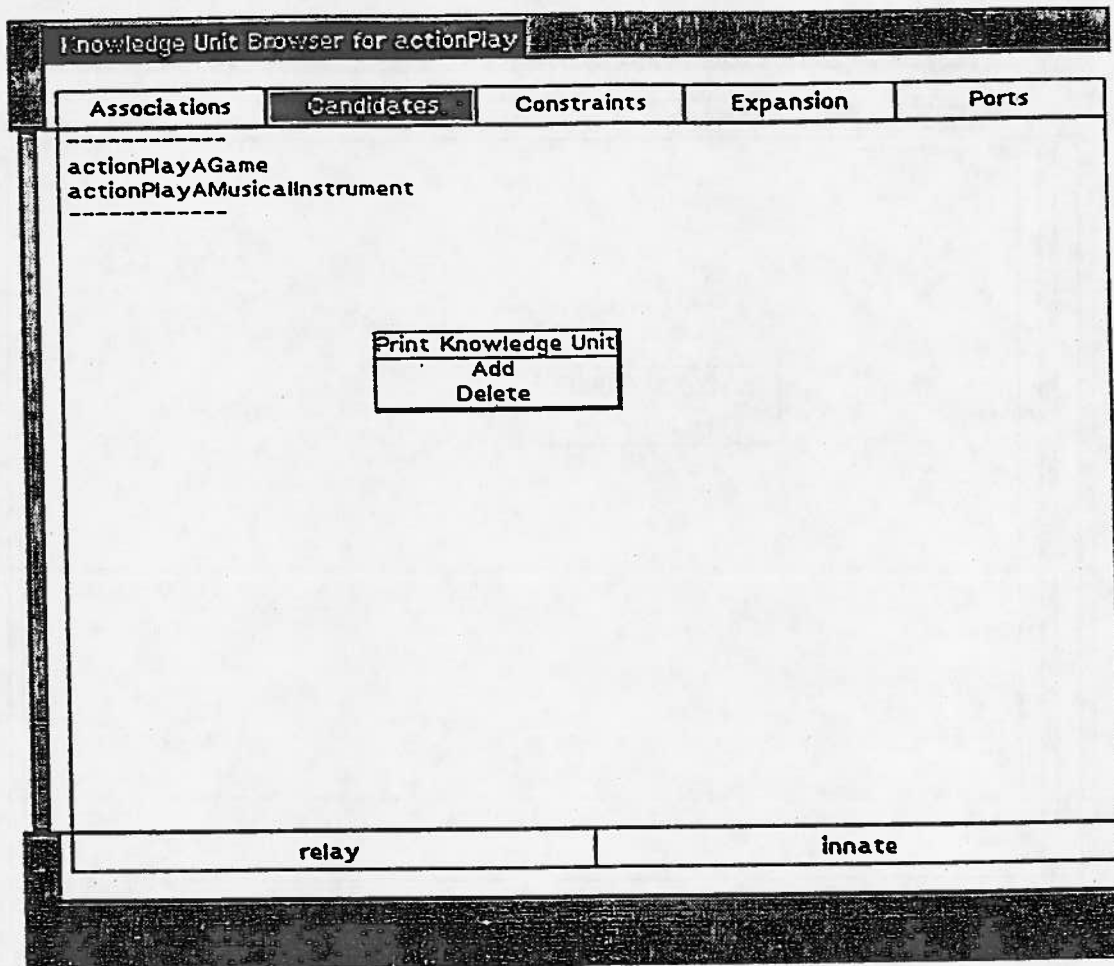 Knowledge Unit Browser for actionPlay
Associations Candidates Constraints Expansion Ports
------------
actionPlayAGame
actionPlayAMusicalInstrument
------------
Print Knowledge Unit
Add
Delete
relay innate